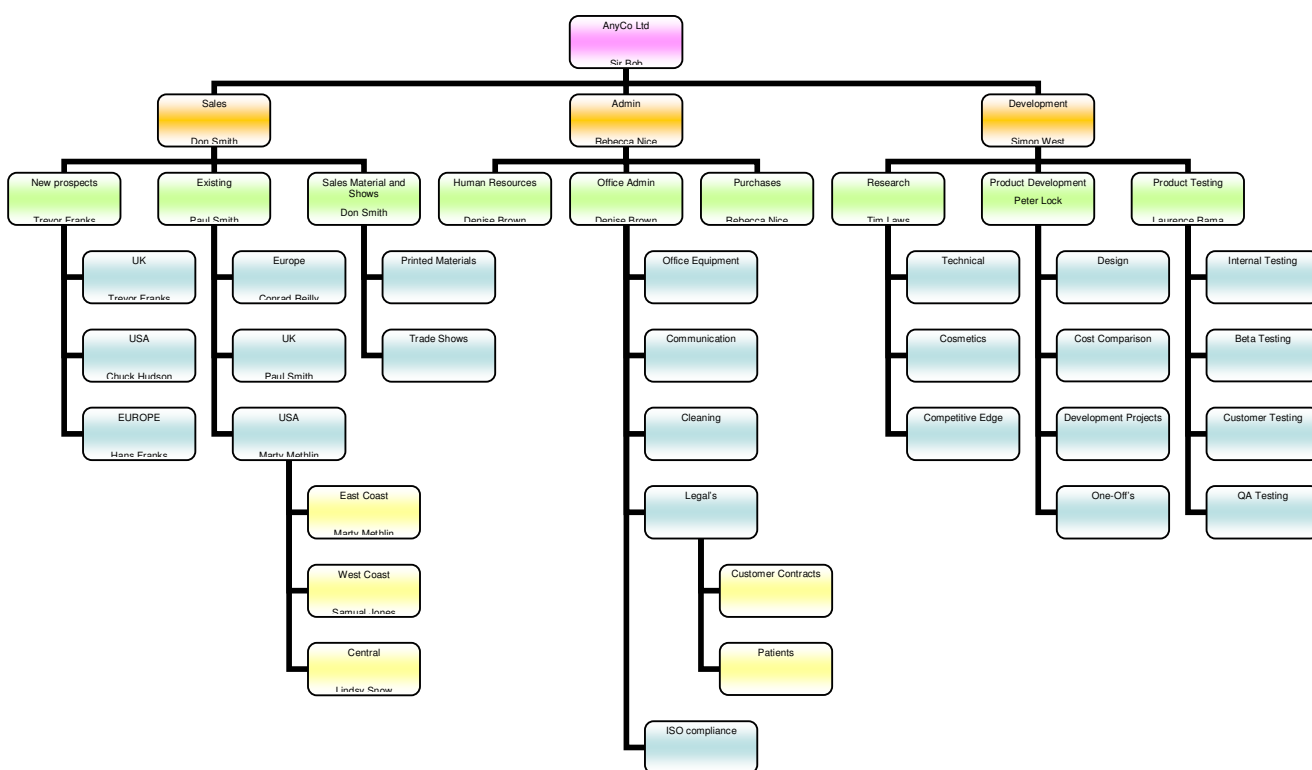 AnyCo Ltd
Sir Bob
Sales
Don Smith
Admin
Rebecca Nice
Development
Simon West
New prospects
Trevor Franks
Existing
Paul Smith
Sales Material and
Shows
Don Smith
Human Resources
Denise Brown
Office Admin
Denise Brown
Purchases
Rebecca Nice
Research
Tim Laws
Product Development
Peter Lock
Product Testing
Laurence Rama
UK
Trevor Franks
Europe
Conrad Reilly
Printed Materials
Office Equipment
Technical
Design
Internal Testing
USA
Chuck Hudson
UK
Paul Smith
Trade Shows
Communication
Cosmetics
Cost Comparison
Beta Testing
EUROPE
Hans Franks
USA
Marty Methlin
Cleaning
Competitive Edge
Development Projects
Customer Testing
East Coast
Marty Methlin
Legal's
One-Off's
QA Testing
West Coast
Samual Jones
Customer Contracts
Central
Lindsy Snow
Patients
ISO compliance